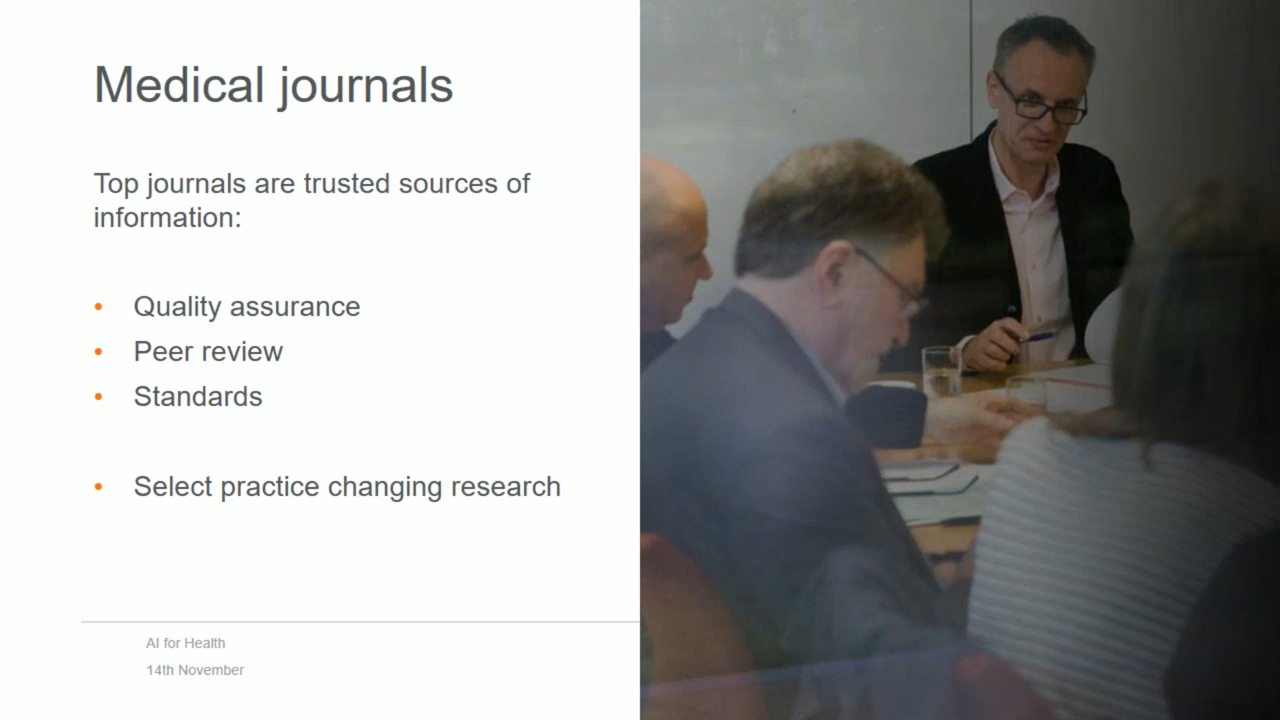 Medical journals
Top journals are trusted sources of
information:
• Quality assurance
• Peer review
• Standards
• Select practice changing research
AI for Health
14th November